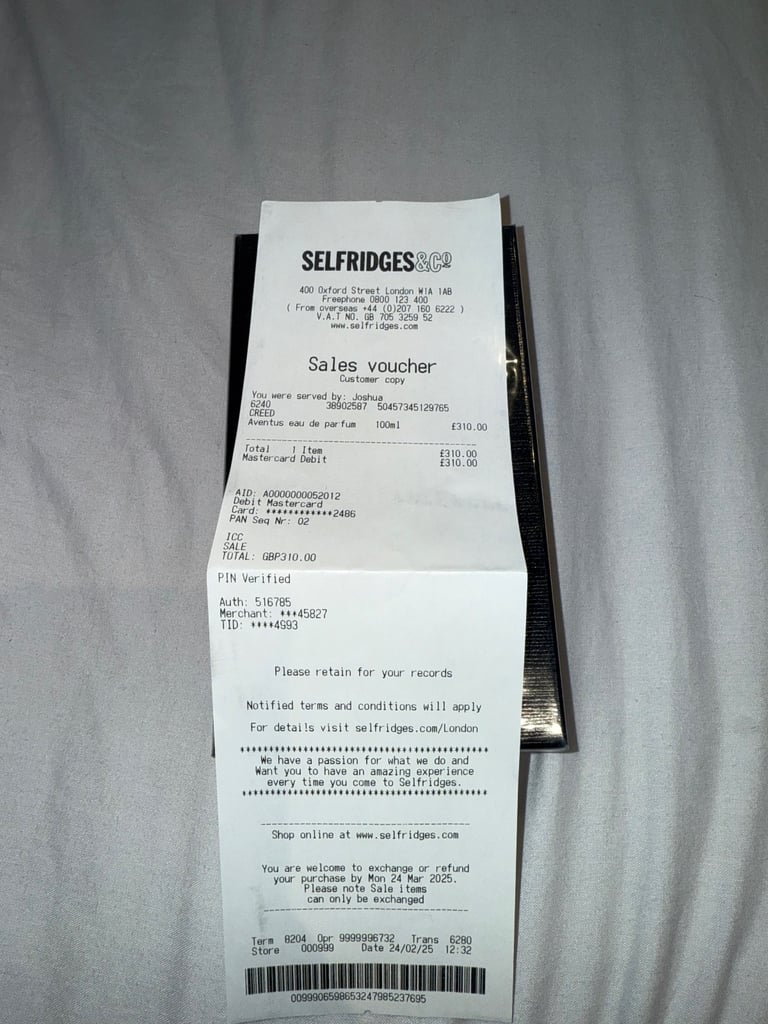 SELFRIDGES&Cº
400 Oxford Street London W1A 1AB
Freephone 0800 123 400
( From overseas +44 (0)207 160 6222 )
V.A.T NO. GB 705 3259 52
www.selfridges.com
Sales voucher
Customer copy
You were served by: Joshua
6240 38902587 50457345129765
CREED
Aventus eau de parfum 100ml £310.00
Total 1 Item £310.00
Mastercard Debit £310.00
AID: A0000000052012
Debit Mastercard
Card: ************2486
PAN Seq Nr: 02
ICC
SALE
TOTAL: GBP310.00
PIN Verified
Auth: 516785
Merchant: ***45827
TID: ****4993
Please retain for your records
Notified terms and conditions will apply
For details visit selfridges.com/London
We have a passion for what we do and
Want you to have an amazing experience
every time you come to Selfridges.
Shop online at www.selfridges.com
You are welcome to exchange or refund
your purchase by Mon 24 Mar 2025.
Please note Sale items
can only be exchanged
Term 8204 Opr 9999996732 Trans 6280
Store 000999 Date 24/02/25 12:32
0099906598653247985237695